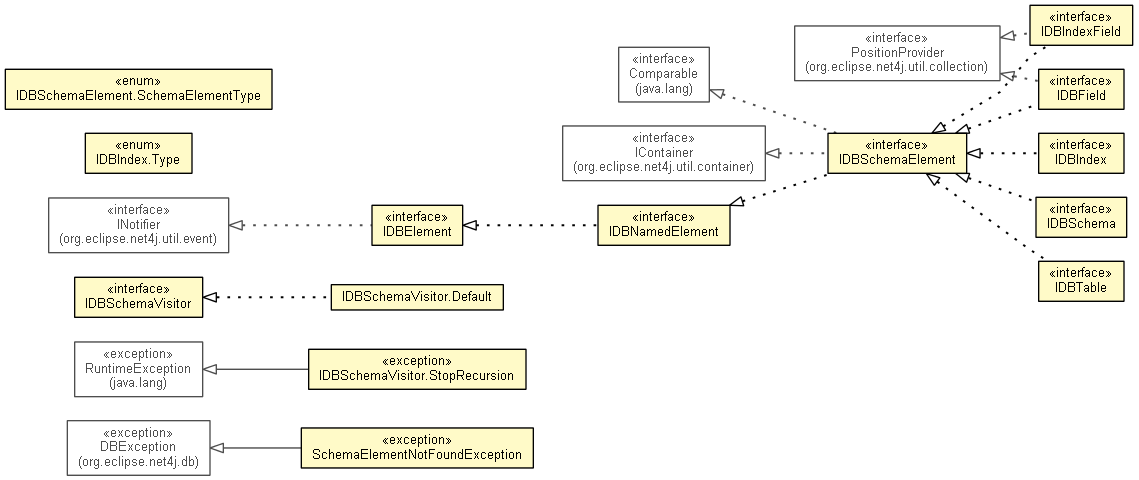 «enum»
IDBSchemaElement.SchemaElementType
«enum»
IDBIndex.Type
«interface»
INotifier
(org.eclipse.net4j.util.event)
«interface»
IDBElement
«interface»
IDBNamedElement
«interface»
Comparable
(java.lang)
«interface»
IContainer
(org.eclipse.net4j.util.container)
«interface»
PositionProvider
(org.eclipse.net4j.util.collection)
«interface»
IDBSchemaElement
«interface»
IDBIndexField
«interface»
IDBField
«interface»
IDBIndex
«interface»
IDBSchema
«interface»
IDBTable
«interface»
IDBSchemaVisitor
IDBSchemaVisitor.Default
«exception»
RuntimeException
(java.lang)
«exception»
IDBSchemaVisitor.StopRecursion
«exception»
DBException
(org.eclipse.net4j.db)
«exception»
SchemaElementNotFoundException